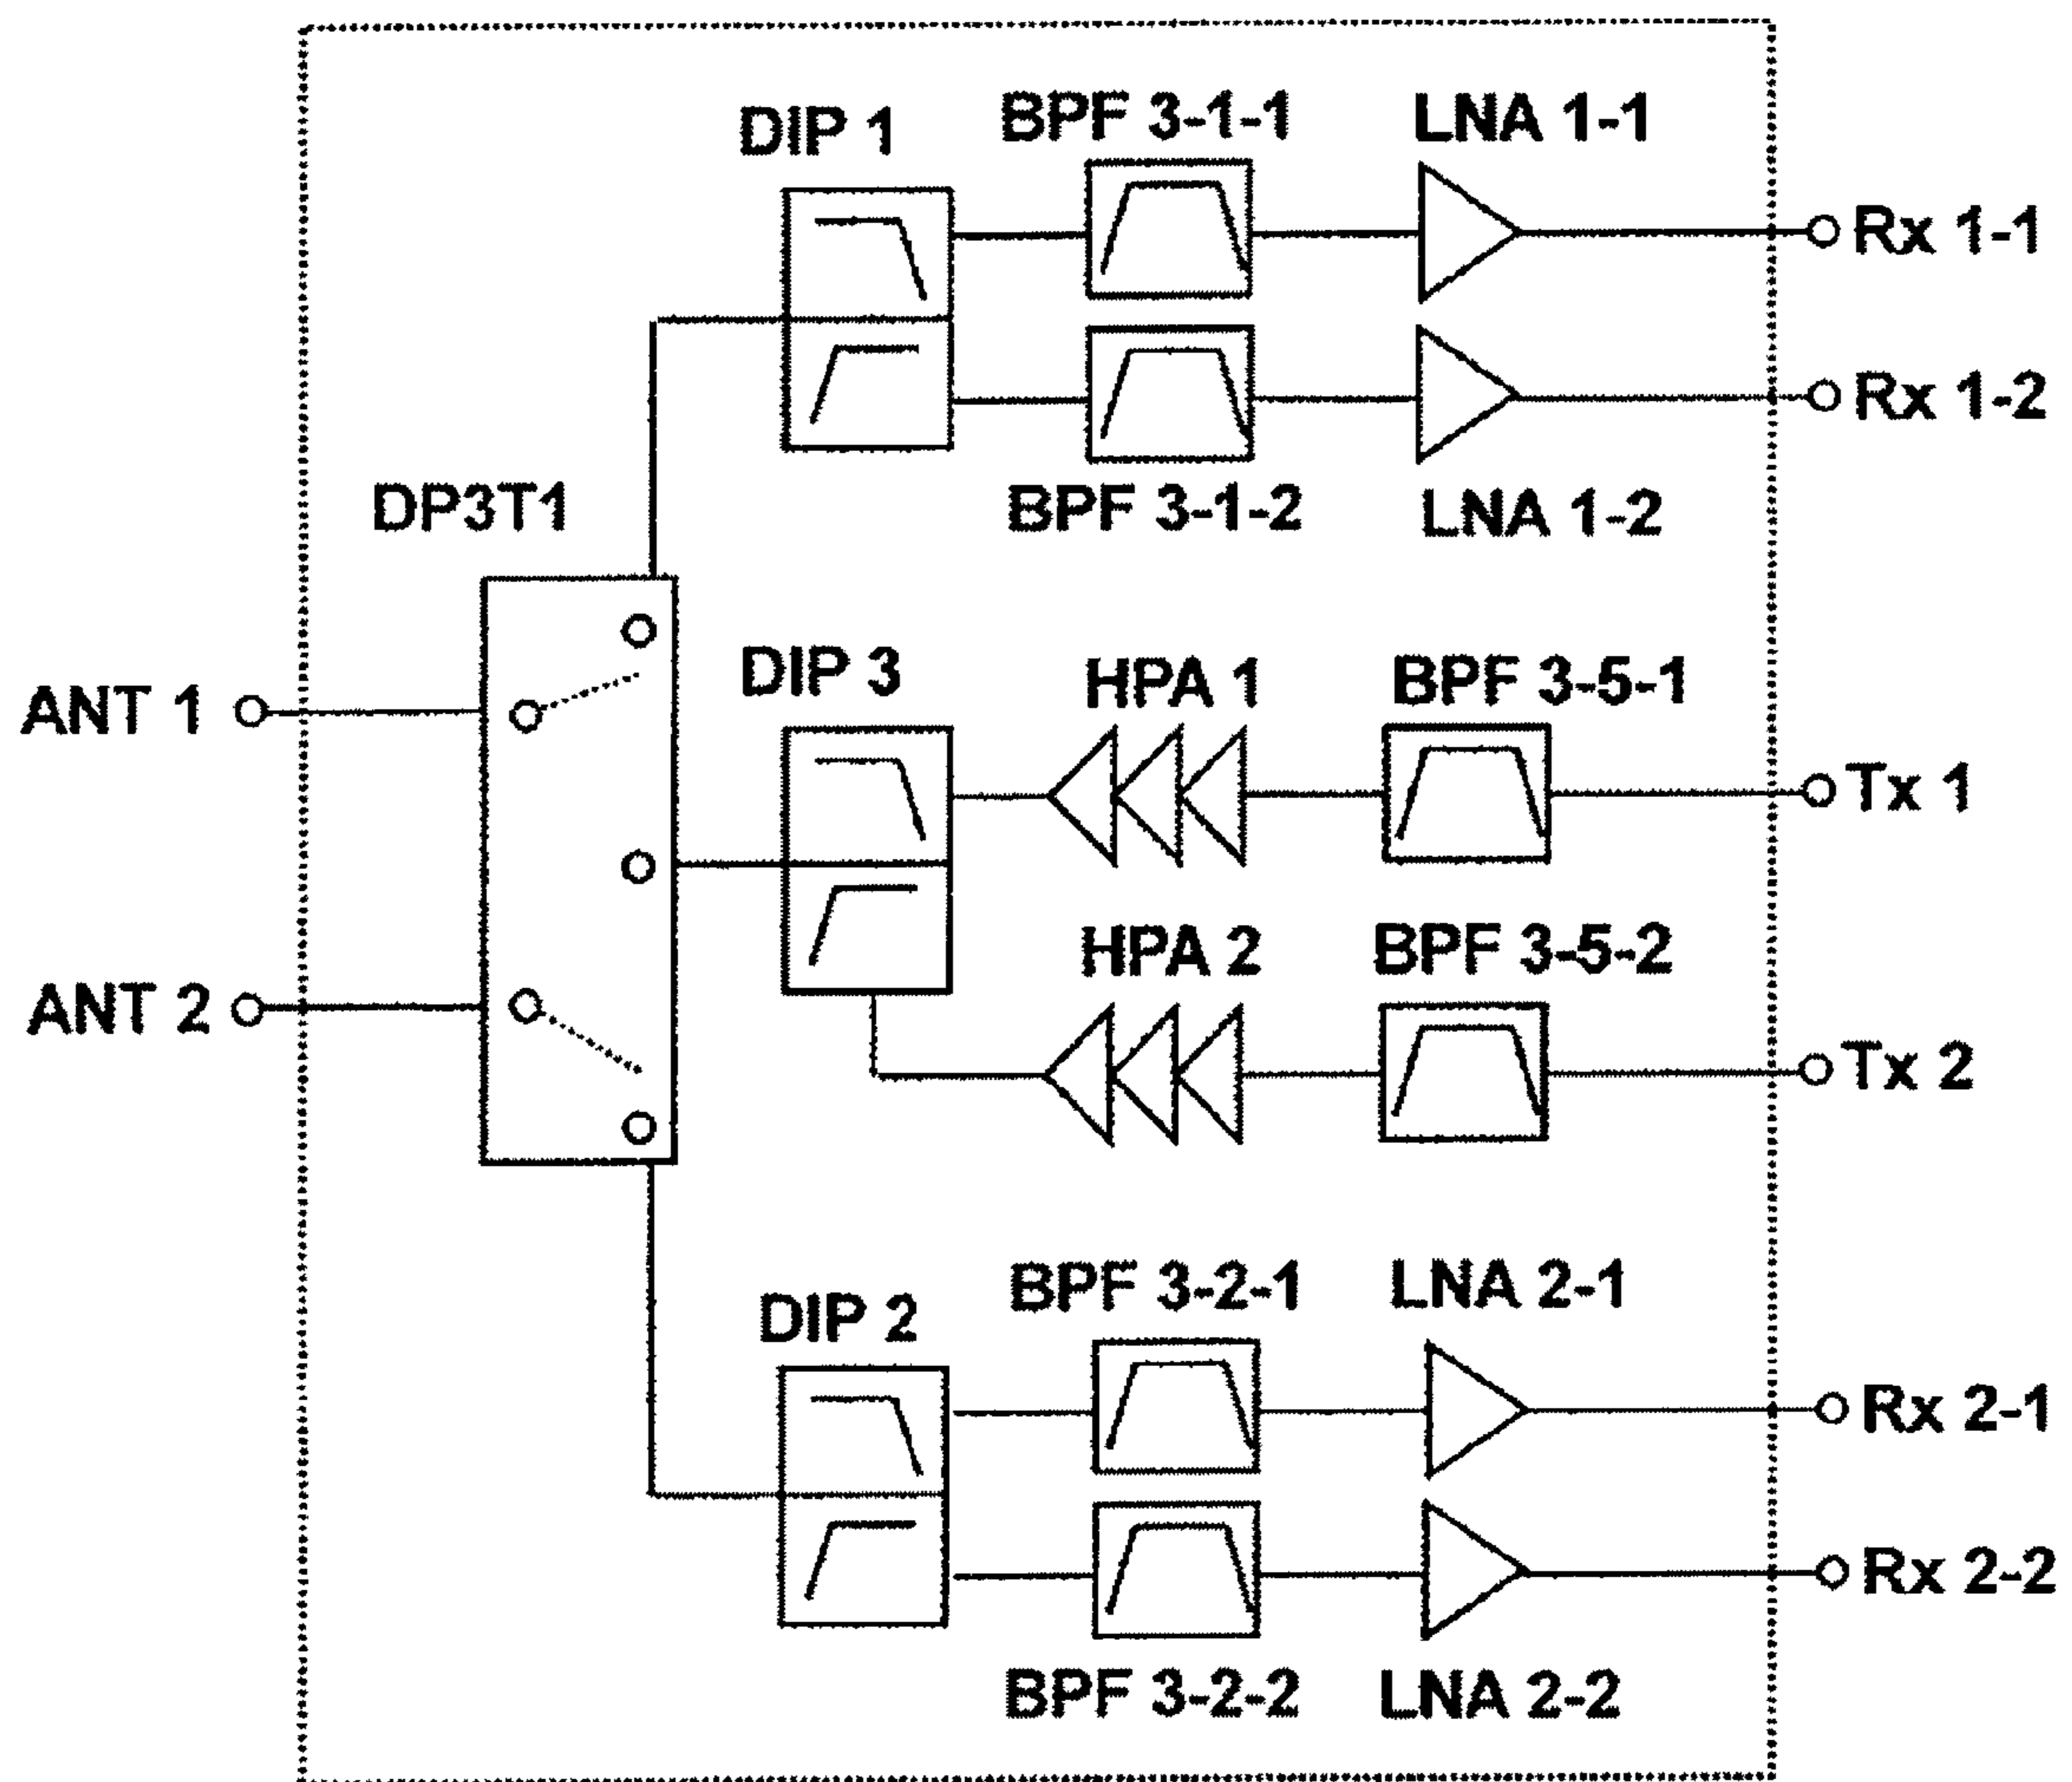 DIP 1
BPF 3-1-1
LNA 1-1
Rx 1-1
Rx 1-2
BPF 3-1-2
LNA 1-2
DP3T1
DIP 3
HPA 1
BPF 3-5-1
ANT 1
Tx 1
HPA 2
BPF 3-5-2
ANT 2
Tx 2
DIP 2
BPF 3-2-1
LNA 2-1
Rx 2-1
Rx 2-2
BPF 3-2-2
LNA 2-2